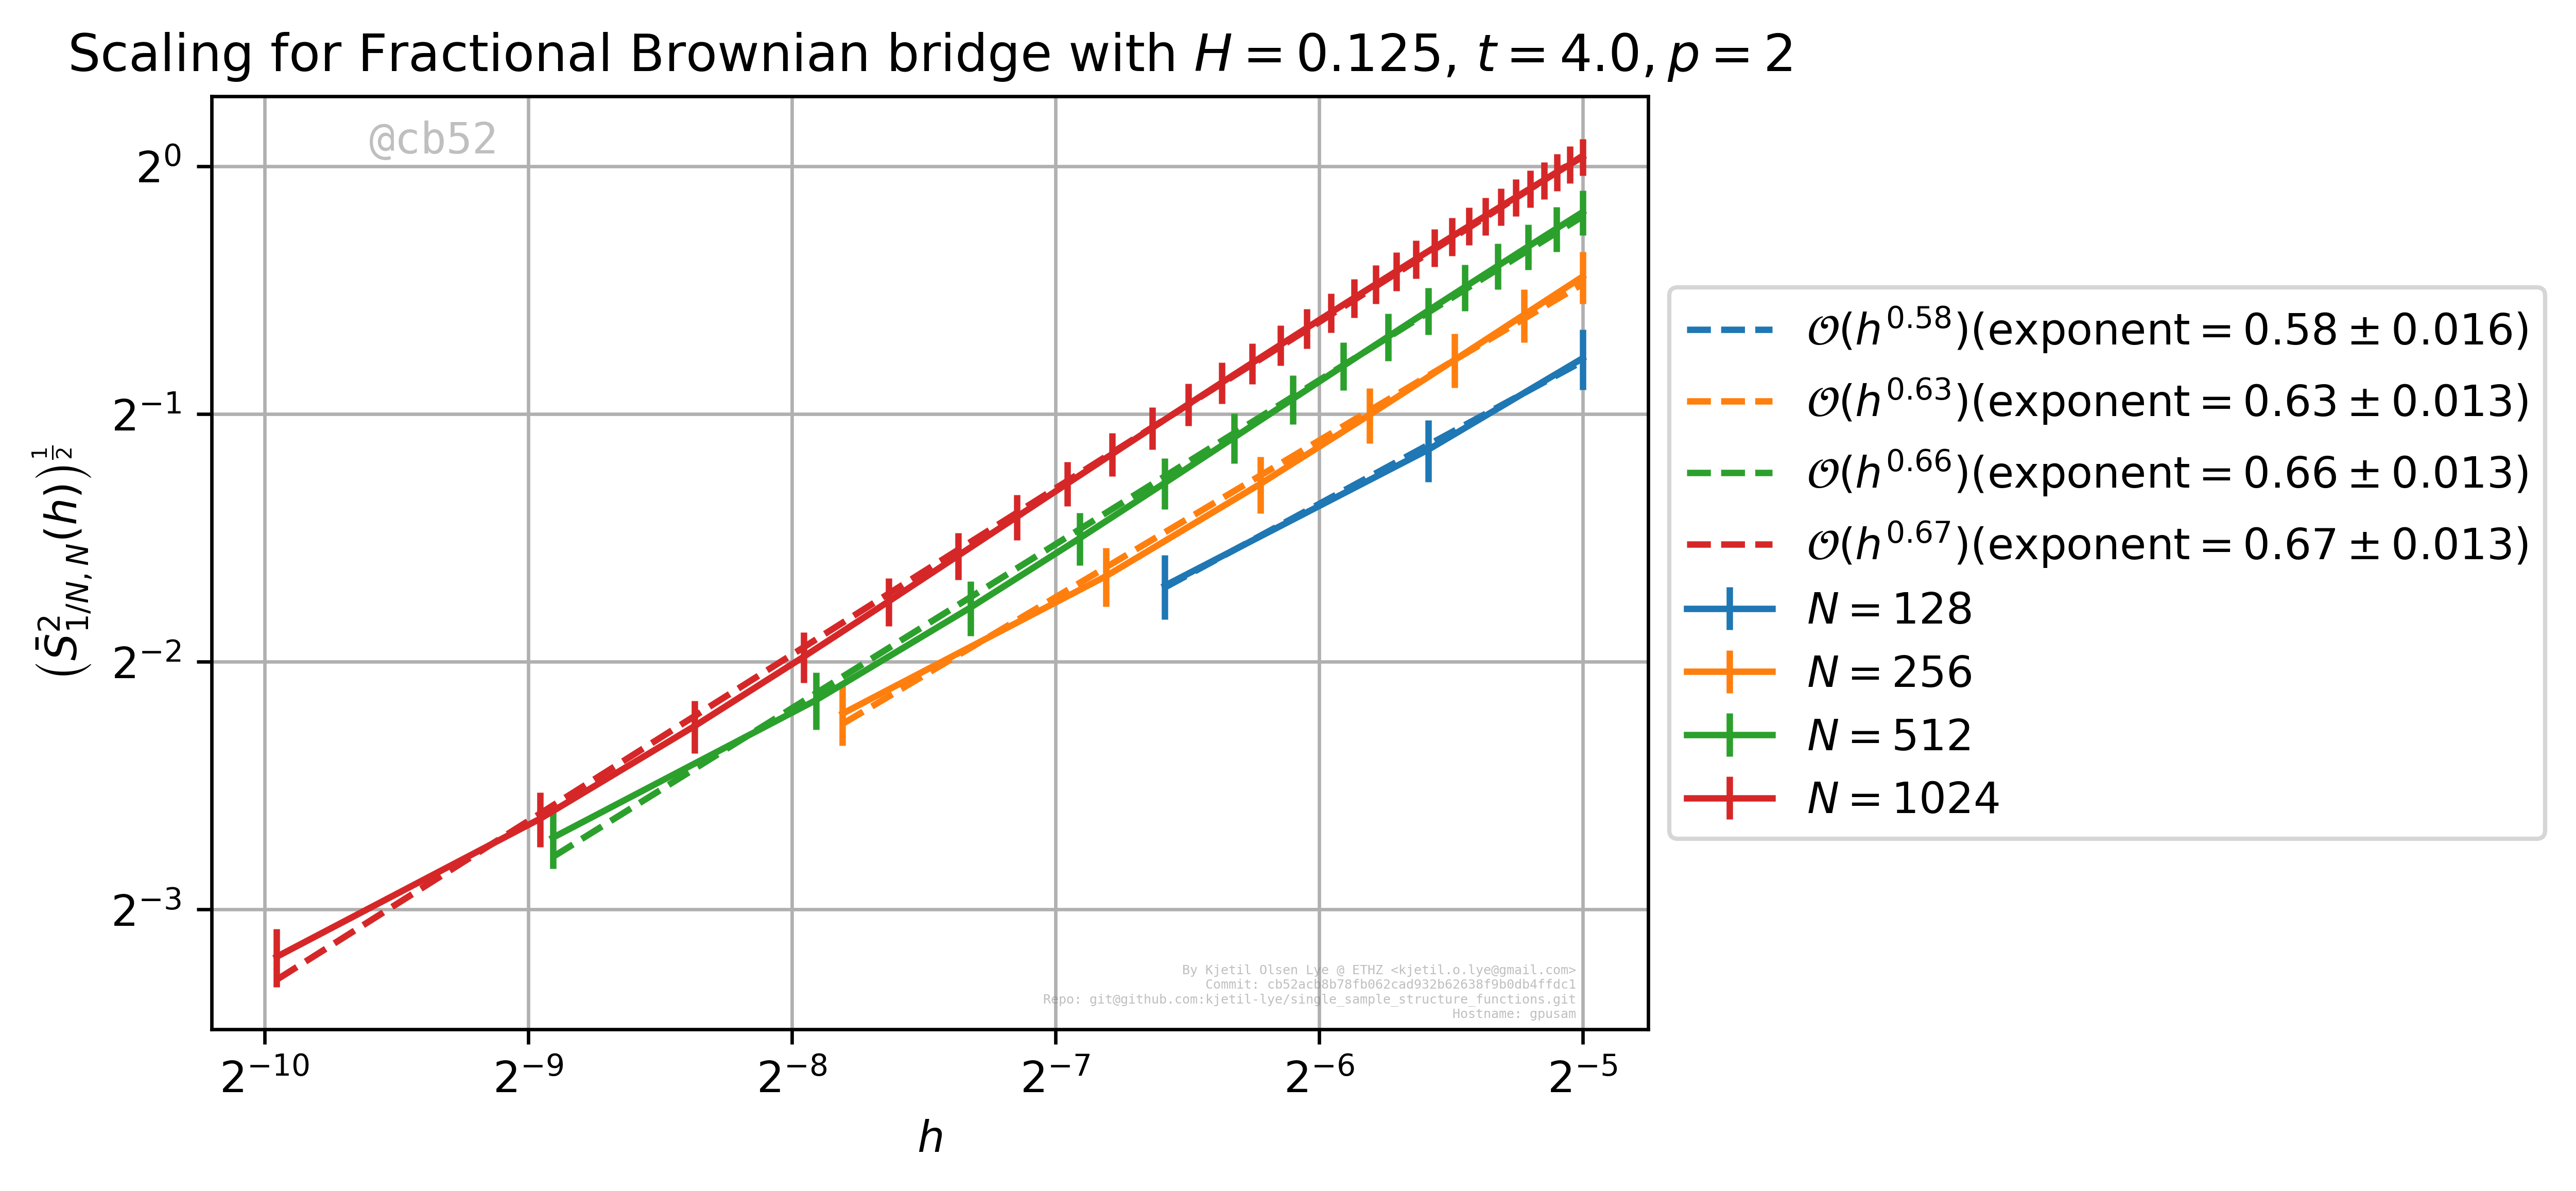 Scaling for Fractional Brownian bridge with H = 0.125, t = 4.0, p = 2
@cb52
2⁰
2⁻¹
2⁻²
2⁻³
(S̄²₁/N,N(h))^½
2⁻¹⁰ 2⁻⁹ 2⁻⁸ 2⁻⁷ 2⁻⁶ 2⁻⁵
h
𝒪(h^0.58)(exponent = 0.58 ± 0.016)
𝒪(h^0.63)(exponent = 0.63 ± 0.013)
𝒪(h^0.66)(exponent = 0.66 ± 0.013)
𝒪(h^0.67)(exponent = 0.67 ± 0.013)
N = 128
N = 256
N = 512
N = 1024
By Kjetil Olsen Lye @ ETHZ <kjetil.o.lye@gmail.com>
Commit: cb52acb8b78fb062cad932b62638f9b0db4ffdc1
Repo: git@github.com:kjetil-lye/single_sample_structure_functions.git
Hostname: gpusam